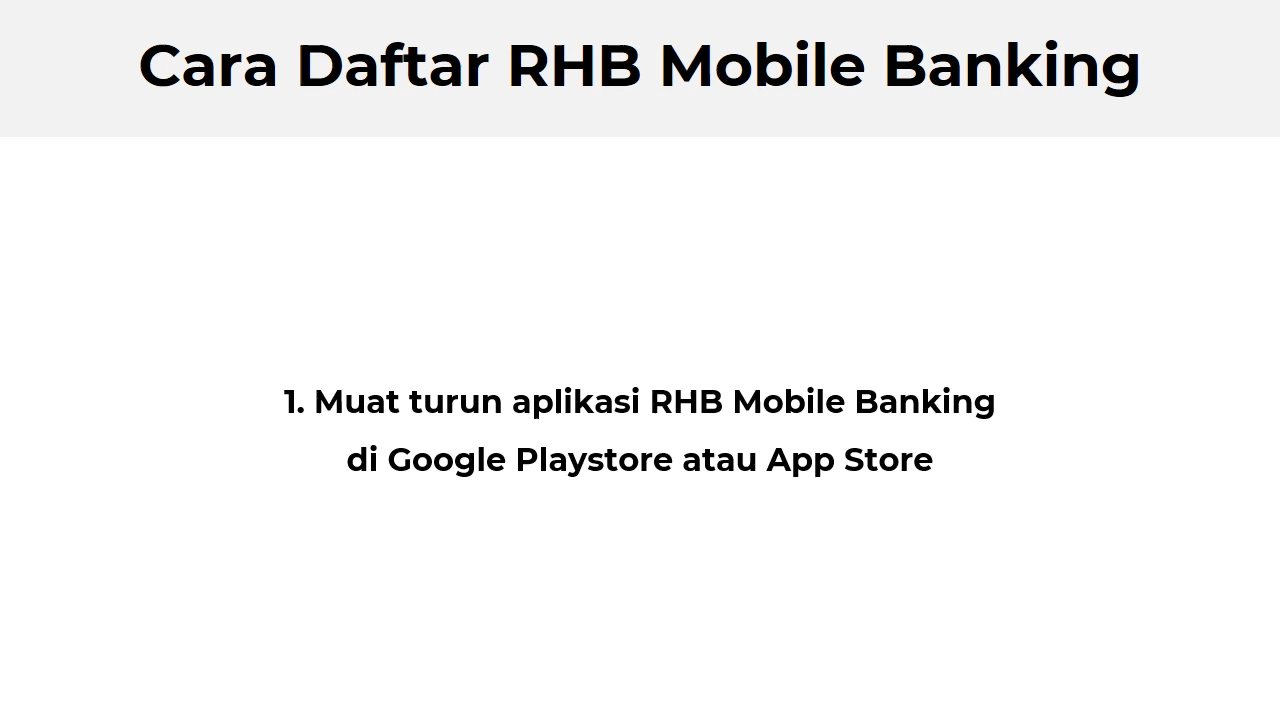 Cara Daftar RHB Mobile Banking
1. Muat turun aplikasi RHB Mobile Banking
di Google Playstore atau App Store